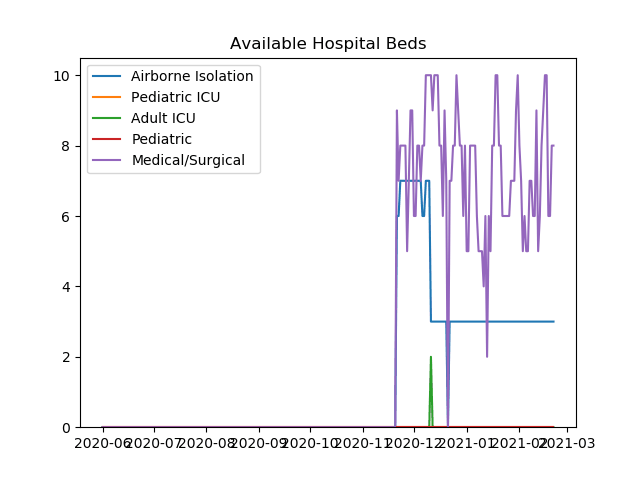 Available Hospital Beds
Airborne Isolation
Pediatric ICU
Adult ICU
Pediatric
Medical/Surgical
10
8
6
4
2
0
2020-06 2020-07 2020-08 2020-09 2020-10 2020-11 2020-12 2021-01 2021-02 2021-03